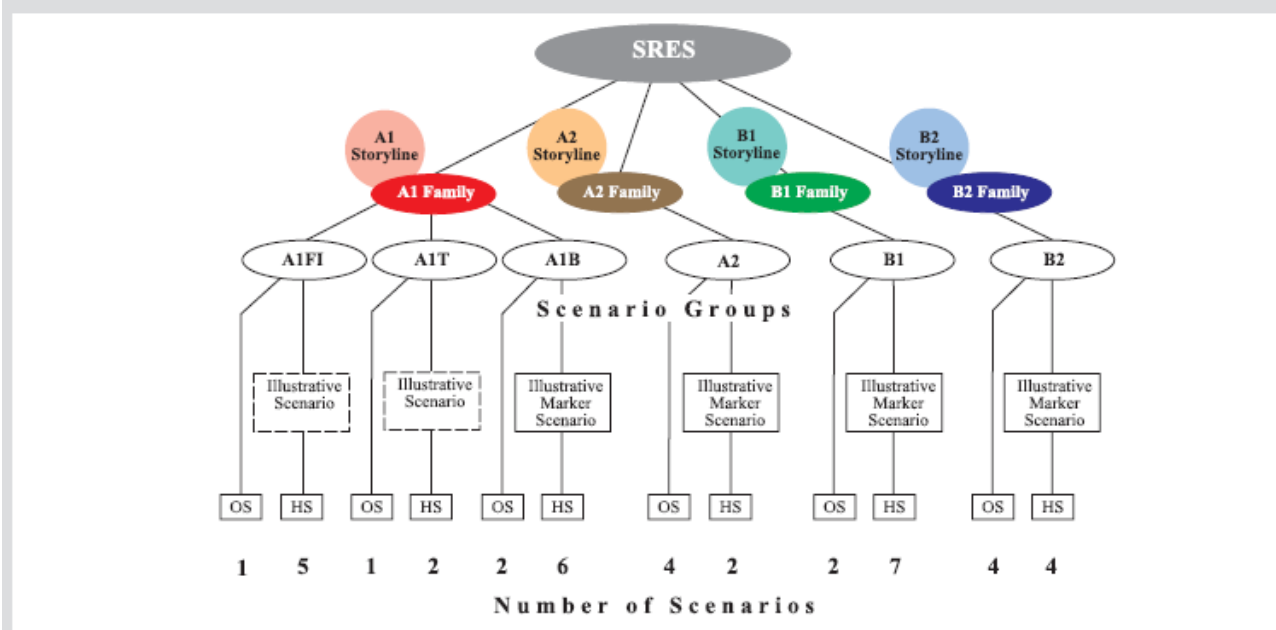 SRES
A1
Storyline
A2
Storyline
B1
Storyline
B2
Storyline
A1 Family
A2 Family
B1 Family
B2 Family
A1FI
A1T
A1B
A2
B1
B2
Scenario Groups
Illustrative
Scenario
Illustrative
Scenario
Illustrative
Marker
Scenario
Illustrative
Marker
Scenario
Illustrative
Marker
Scenario
Illustrative
Marker
Scenario
OS HS OS HS OS HS OS HS OS HS OS HS
1 5 1 2 2 6 4 2 2 7 4 4
Number of Scenarios